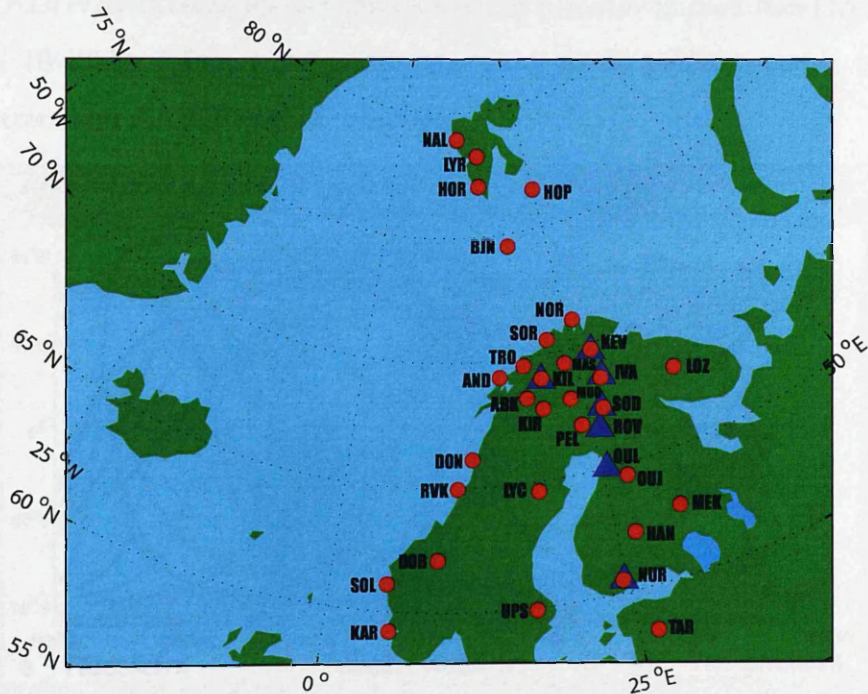 75 °N
80 °N
50 °W
70 °N
NAL
LYR
HOR
HOP
BJN
NOR
SOR
KEV
TRO
MAS
LOZ
AND
KIL
IVA
50°E
65 °N
ABK
MUO
SOD
KIR
ROV
PEL
DON
OUL
25 °W
RVK
LYC
OUJ
MEK
60 °N
HAN
DOB
SOL
NUR
UPS
KAR
TAR
55 °N
0 °
25 °E